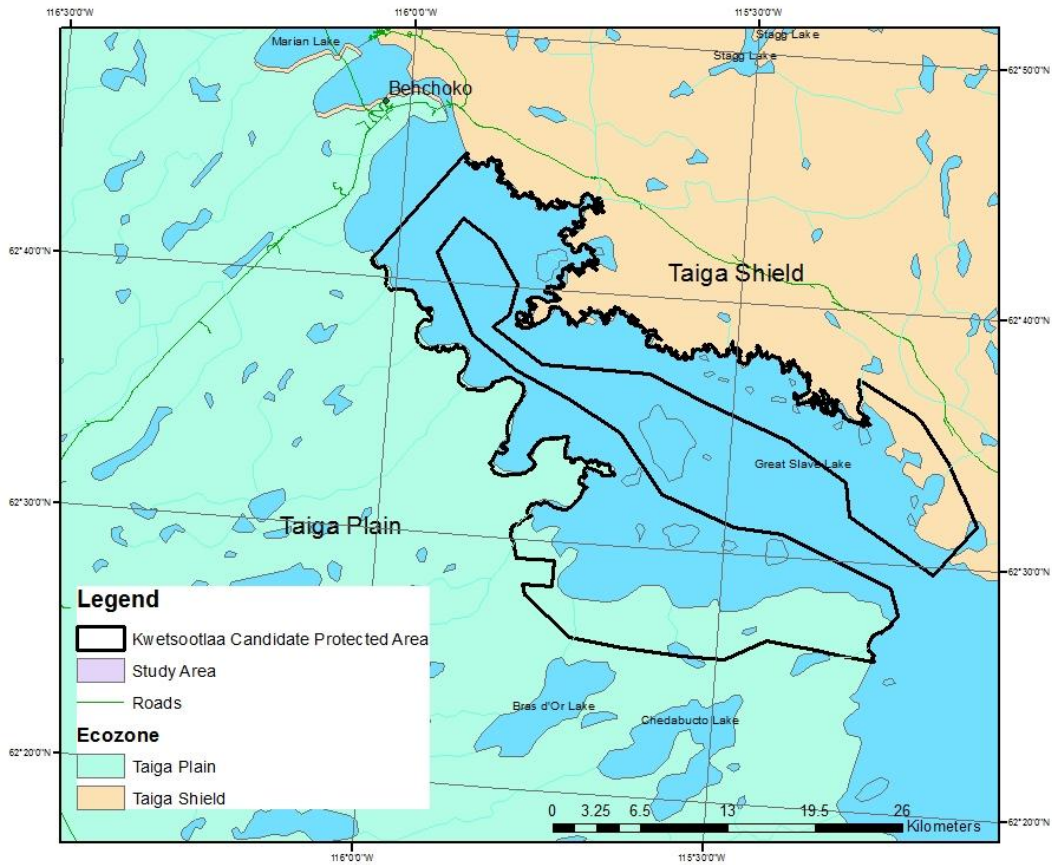 116°30'0"W
116°0'0"W
115°30'0"W
Marian Lake
Stagg Lake
Stagg Lake
62°50'0"N
Behchoko
62°40'0"N
Taiga Shield
62°40'0"N
Great Slave Lake
62°30'0"N
Taiga Plain
62°30'0"N
Legend
Kwetsootlaa Candidate Protected Area
Study Area
Roads
Ecozone
Taiga Plain
Taiga Shield
Bras d'Or Lake
Chedabucto Lake
62°20'0"N
0 3.25 6.5 13 19.5 26
Kilometers
62°20'0"N
116°0'0"W
115°30'0"W